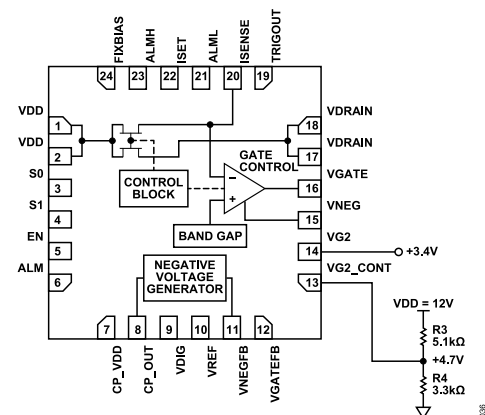 FIXBIAS
ALMH
ISET
ALML
ISENSE
TRIGOUT
24
23
22
21
20
19
VDD
1
VDD
2
S0
3
S1
4
EN
5
ALM
6
VDRAIN
18
VDRAIN
17
VGATE
16
VNEG
15
VG2
14
+3.4V
VG2_CONT
13
GATE
CONTROL
–
+
CONTROL
BLOCK
BAND GAP
NEGATIVE
VOLTAGE
GENERATOR
7
8
9
10
11
12
CP_VDD
CP_OUT
VDIG
VREF
VNEGFB
VGATEFB
VDD = 12V
R3
5.1kΩ
+4.7V
R4
3.3kΩ